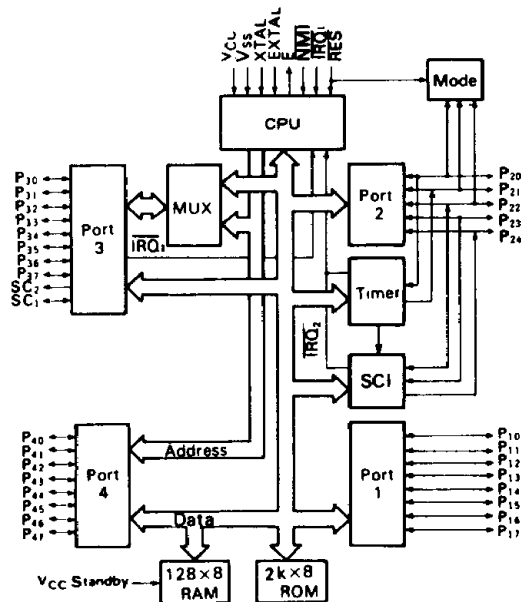 VCC
VSS
XTAL
EXTAL
E
NMI
IRQ1
RES
Mode
CPU
P30
P31
P32
P33
P34
P35
P36
P37
SC2
SC1
Port
3
MUX
IRQ1
Port
2
P20
P21
P22
P23
P24
Timer
IRQ2
SCI
P40
P41
P42
P43
P44
P45
P46
P47
Port
4
Address
Data
Port
1
P10
P11
P12
P13
P14
P15
P16
P17
VCC Standby
128×8
RAM
2k×8
ROM